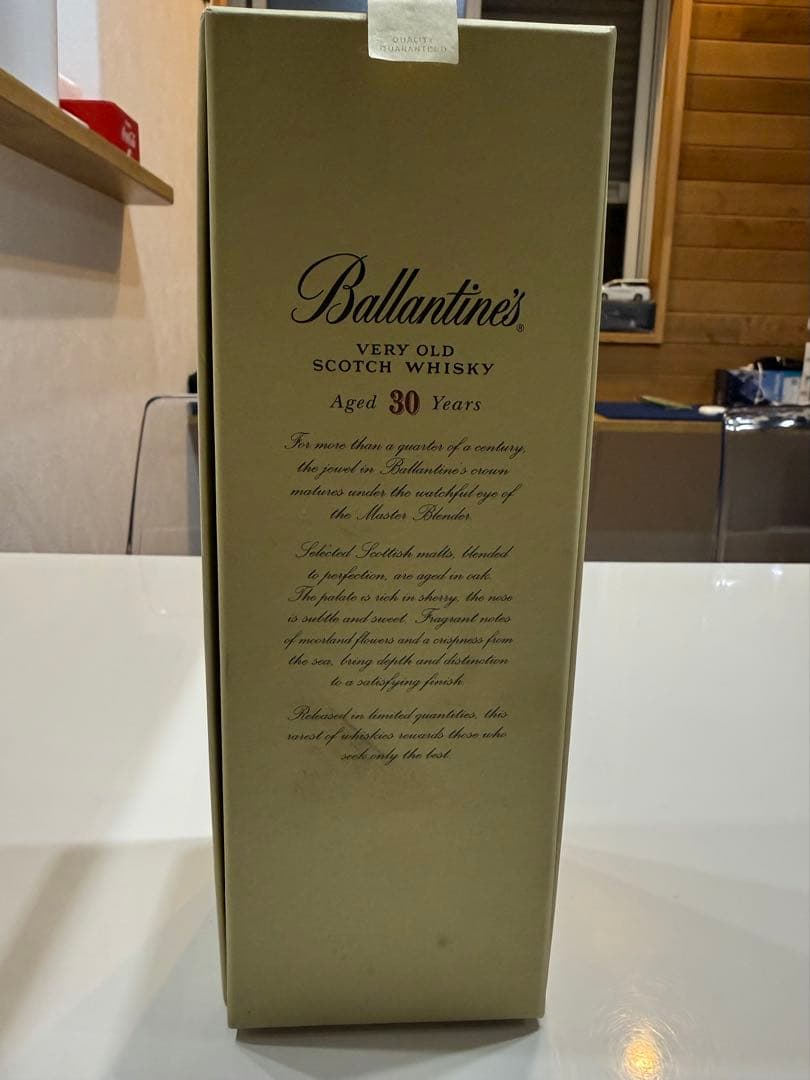 QUALITY
GUARANTEED
Ballantine's®
VERY OLD
SCOTCH WHISKY
Aged 30 Years
For more than a quarter of a century,
the jewel in Ballantine's crown
matures under the watchful eye of
the Master Blender.
Selected Scottish malts, blended
to perfection, are aged in oak.
The palate is rich in sherry, the nose
is subtle and sweet. Fragrant notes
of moorland flowers and a crispness from
the sea, bring depth and distinction
to a satisfying finish.
Released in limited quantities, this
rarest of whiskies rewards those who
seek only the best.
Coca-Cola